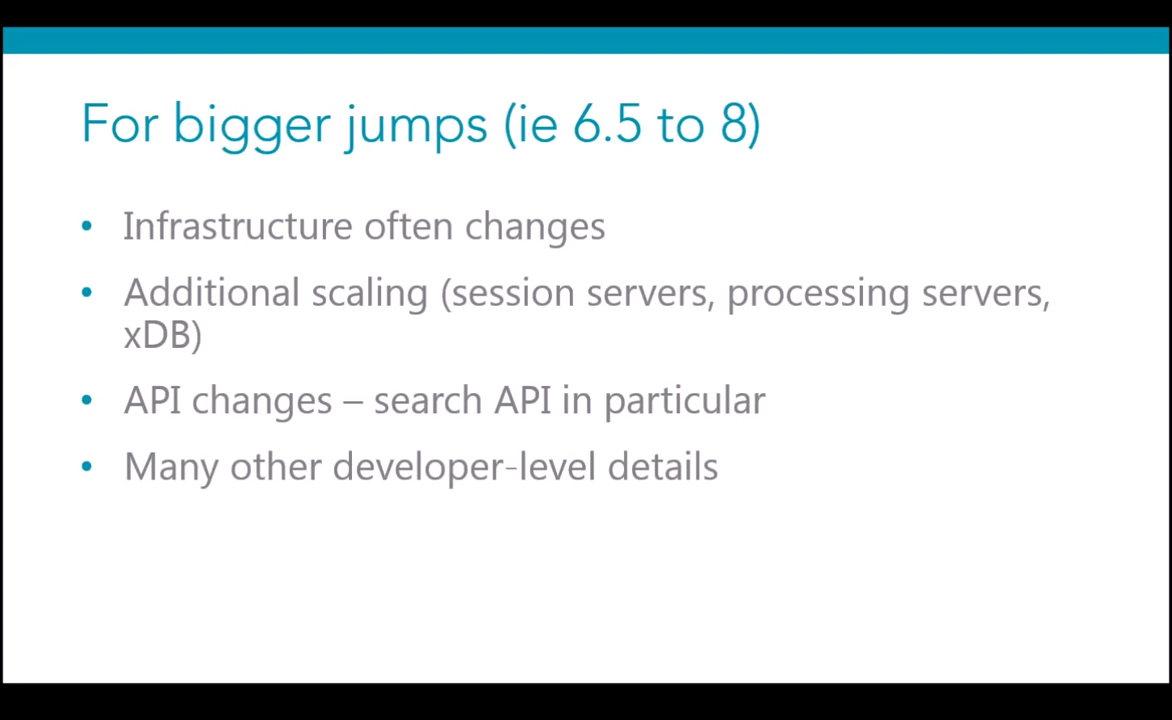 For bigger jumps (ie 6.5 to 8)
• Infrastructure often changes
• Additional scaling (session servers, processing servers,
xDB)
• API changes – search API in particular
• Many other developer-level details